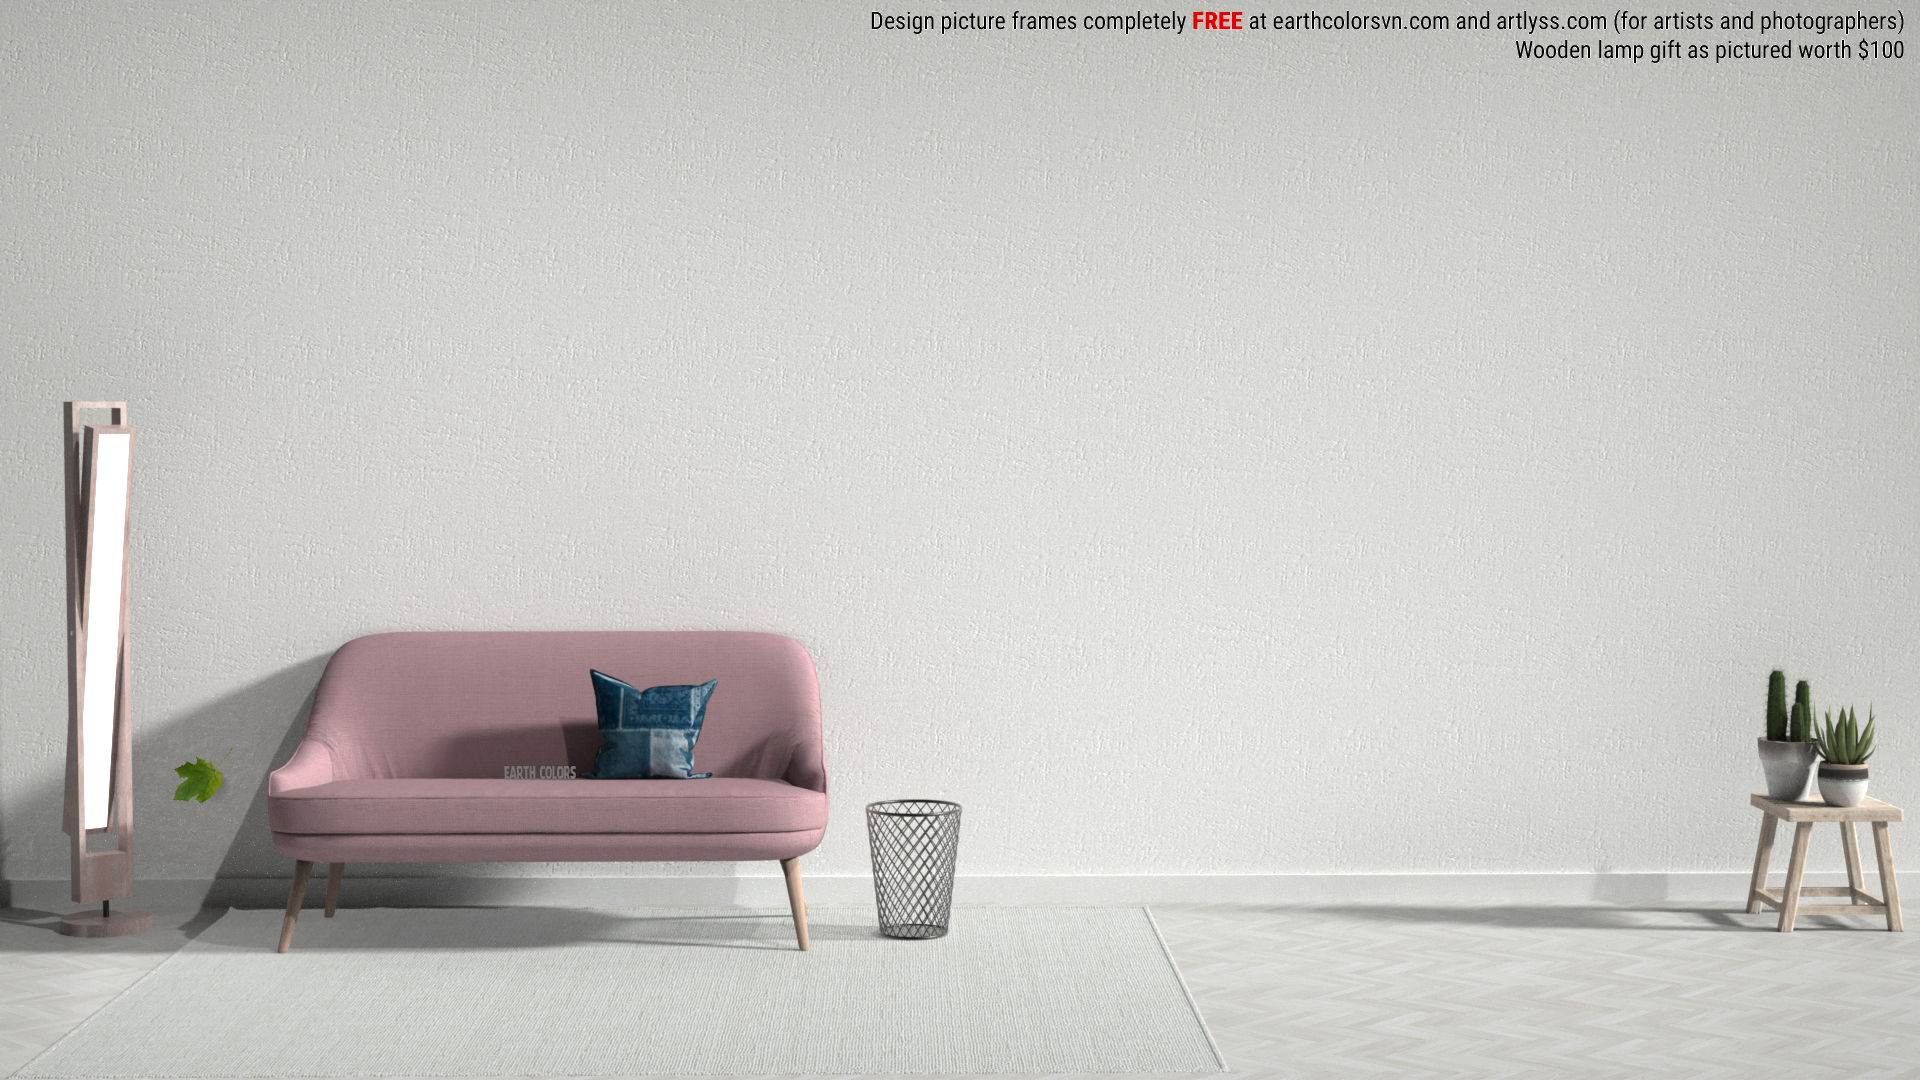 Design picture frames completely FREE at earthcolorsvn.com and artlyss.com (for artists and photographers)
Wooden lamp gift as pictured worth $100
EARTH COLORS